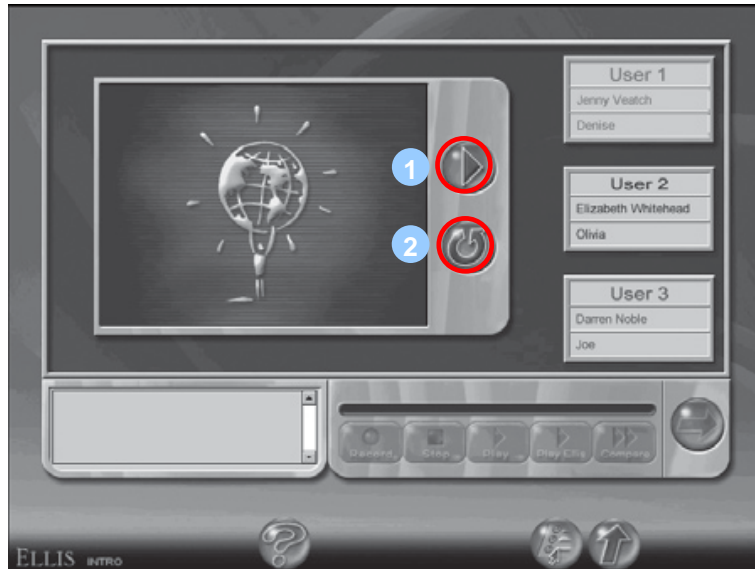 User 1
Jenny Veatch
Denise
1
User 2
Elizabeth Whitehead
Olivia
2
User 3
Darren Noble
Joe
Record
Stop
Play
Play Ellis
Compare
ELLIS INTRO